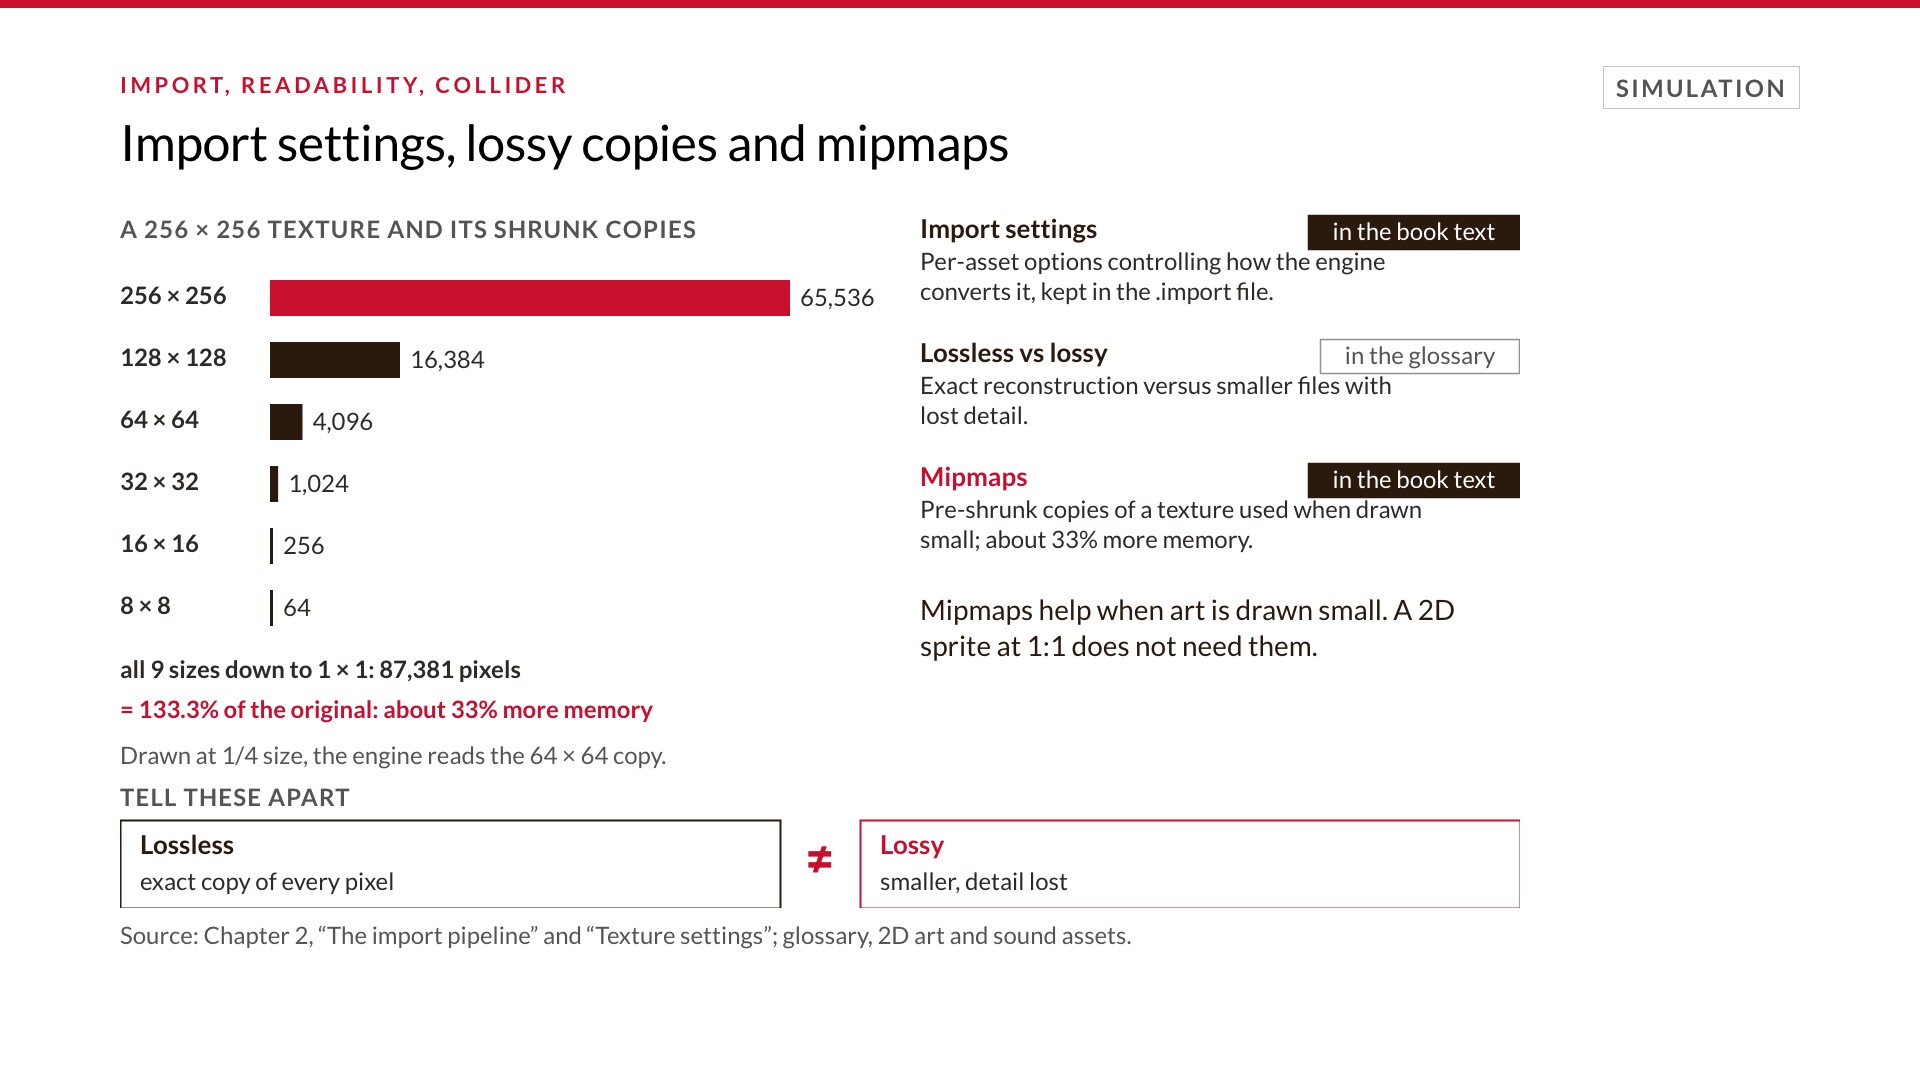 IMPORT, READABILITY, COLLIDER
SIMULATION
Import settings, lossy copies and mipmaps
A 256 × 256 TEXTURE AND ITS SHRUNK COPIES
256 × 256 65,536
128 × 128 16,384
64 × 64 4,096
32 × 32 1,024
16 × 16 256
8 × 8 64
all 9 sizes down to 1 × 1: 87,381 pixels
= 133.3% of the original: about 33% more memory
Drawn at 1/4 size, the engine reads the 64 × 64 copy.
Import settings in the book text
Per-asset options controlling how the engine
converts it, kept in the .import file.
Lossless vs lossy in the glossary
Exact reconstruction versus smaller files with
lost detail.
Mipmaps in the book text
Pre-shrunk copies of a texture used when drawn
small; about 33% more memory.
Mipmaps help when art is drawn small. A 2D
sprite at 1:1 does not need them.
TELL THESE APART
Lossless
exact copy of every pixel
≠
Lossy
smaller, detail lost
Source: Chapter 2, “The import pipeline” and “Texture settings”; glossary, 2D art and sound assets.